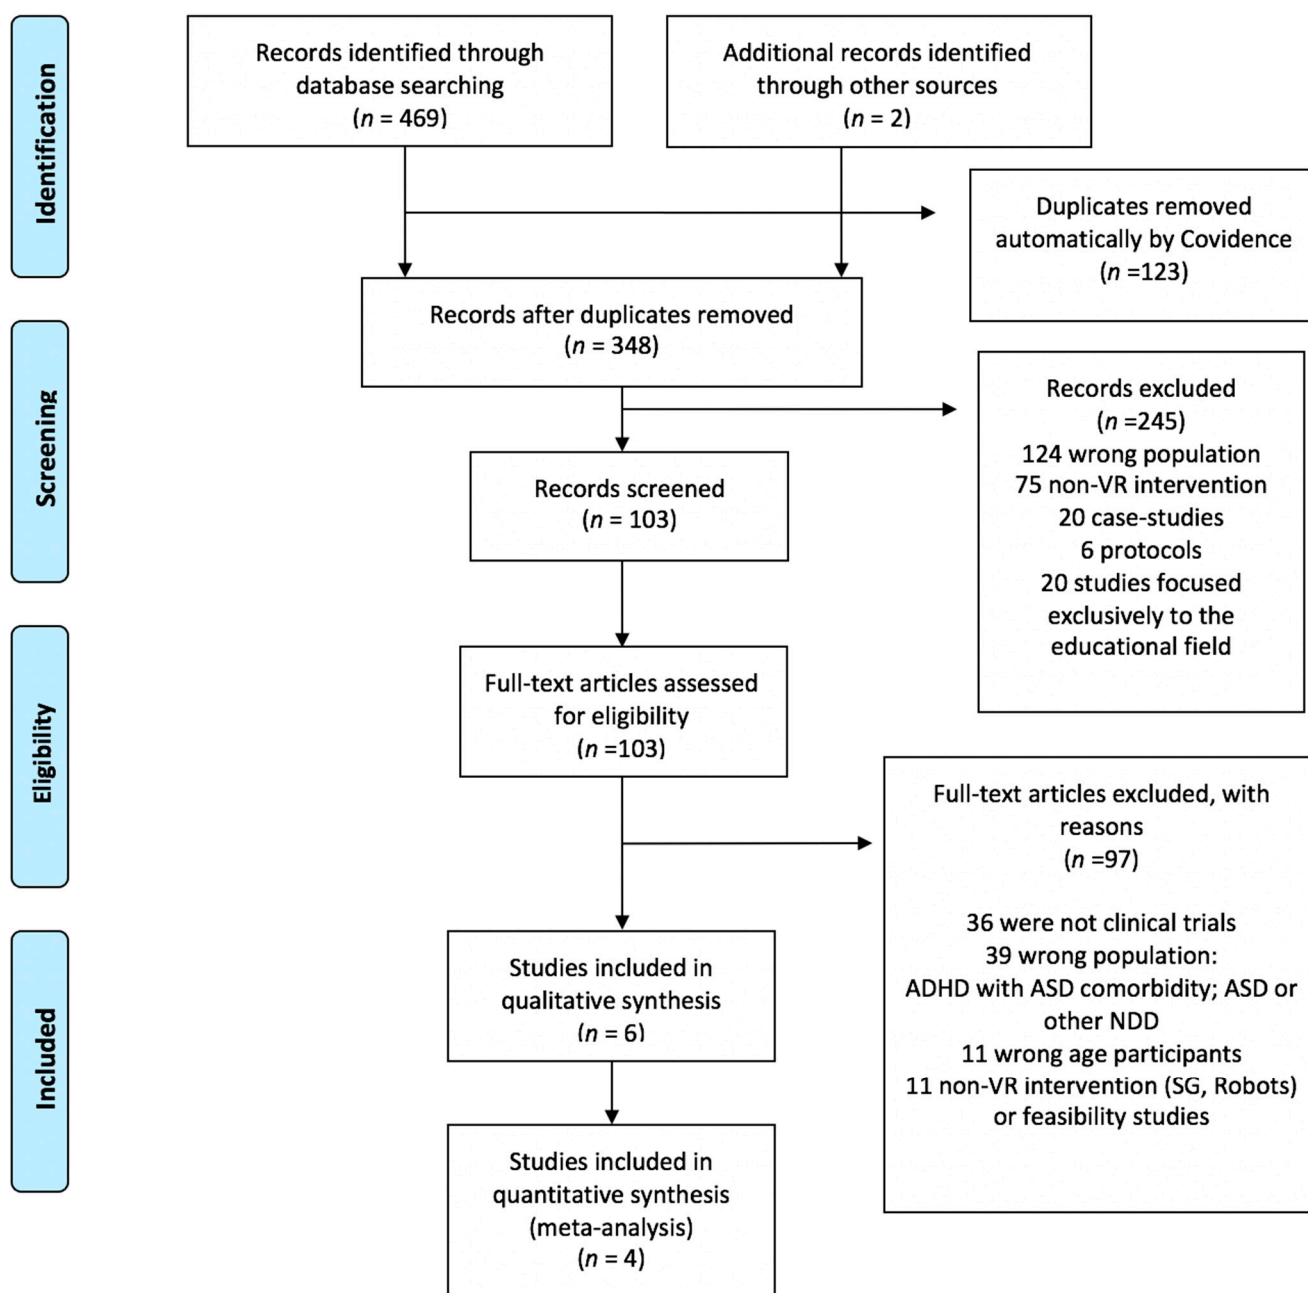 Identification
Records identified through
database searching
(n = 469)
Additional records identified
through other sources
(n = 2)
Duplicates removed
automatically by Covidence
(n =123)
Records after duplicates removed
(n = 348)
Screening
Records excluded
(n =245)
124 wrong population
75 non-VR intervention
20 case-studies
6 protocols
20 studies focused
exclusively to the
educational field
Records screened
(n = 103)
Eligibility
Full-text articles assessed
for eligibility
(n =103)
Full-text articles excluded, with
reasons
(n =97)
36 were not clinical trials
39 wrong population:
ADHD with ASD comorbidity; ASD or
other NDD
11 wrong age participants
11 non-VR intervention (SG, Robots)
or feasibility studies
Included
Studies included in
qualitative synthesis
(n = 6)
Studies included in
quantitative synthesis
(meta-analysis)
(n = 4)